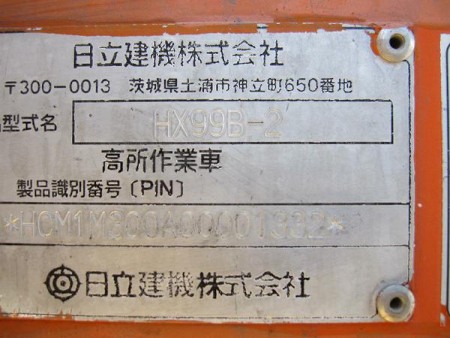 日立建機株式会社
〒300-0013 茨城県土浦市神立町650番地
型式名 HX99B-2
高所作業車
製品識別番号〔PIN〕
日立建機株式会社